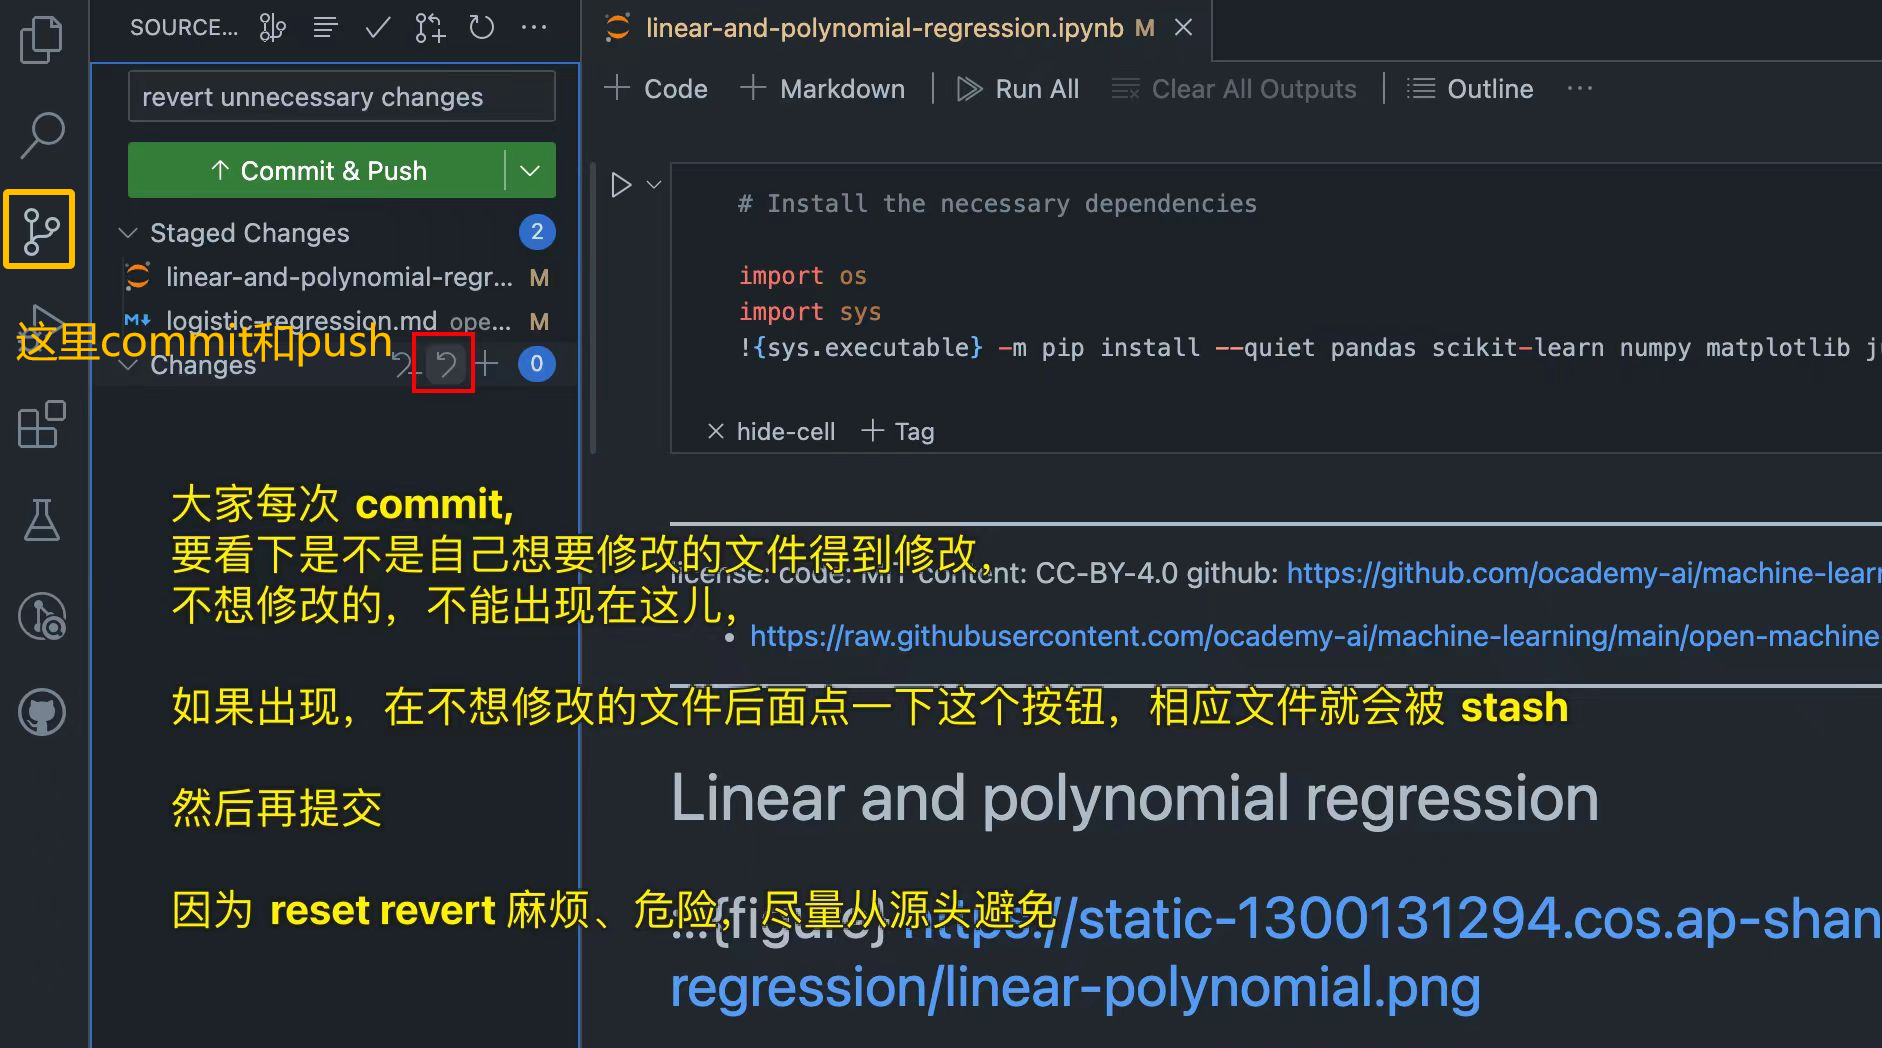 SOURCE...
linear-and-polynomial-regression.ipynb M
revert unnecessary changes
Code
Markdown
Run All
Clear All Outputs
Outline
Commit & Push
Staged Changes 2
linear-and-polynomial-regr... M
logistic-regression.md ope... M
这里commit和push
Changes 0
# Install the necessary dependencies
import os
import sys
!{sys.executable} -m pip install --quiet pandas scikit-learn numpy matplotlib j
hide-cell
Tag
大家每次 commit,
要看下是不是自己想要修改的文件得到修改,
不想修改的，不能出现在这儿，
如果出现，在不想修改的文件后面点一下这个按钮，相应文件就会被 stash
然后再提交
因为 reset revert 麻烦、危险，尽量从源头避免
license: code: MIT content: CC-BY-4.0 github: https://github.com/ocademy-ai/machine-lear
https://raw.githubusercontent.com/ocademy-ai/machine-learning/main/open-machine-
Linear and polynomial regression
:::{figure} https://static-1300131294.cos.ap-shan
regression/linear-polynomial.png